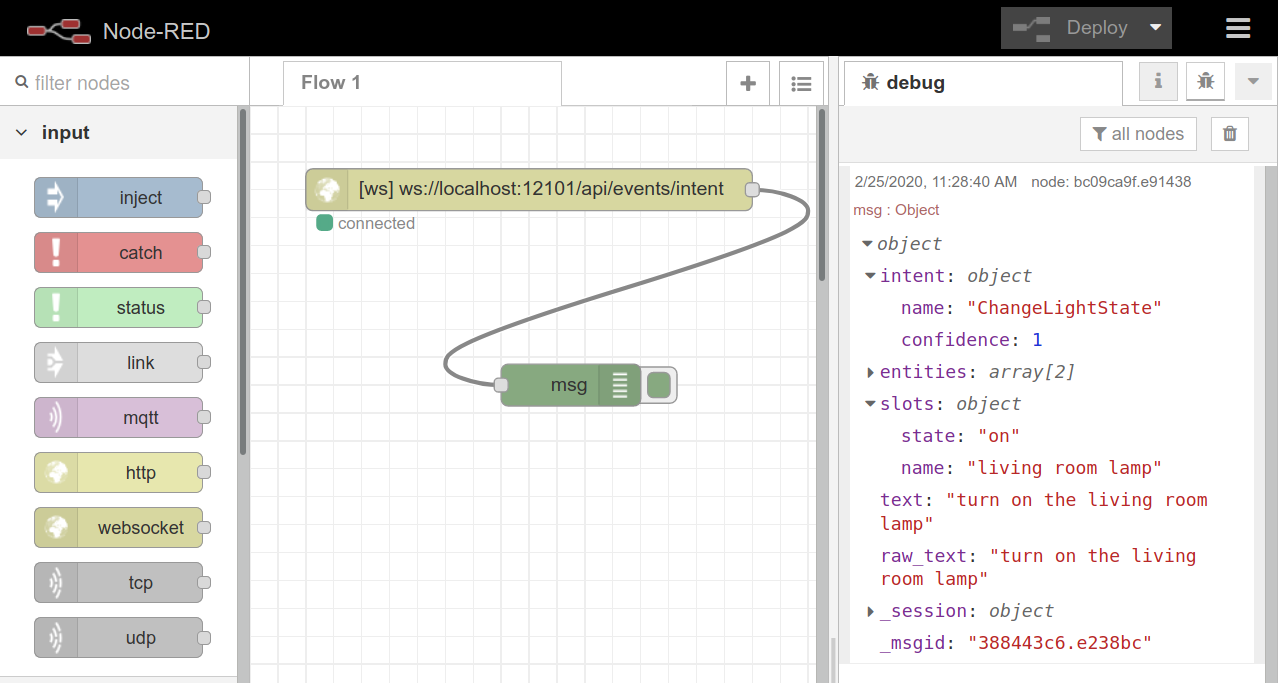 Node-RED
Deploy
filter nodes
Flow 1
debug
i
input
all nodes
inject
catch
status
link
mqtt
http
websocket
tcp
udp
[ws] ws://localhost:12101/api/events/intent
connected
msg
2/25/2020, 11:28:40 AM node: bc09ca9f.e91438
msg : Object
object
intent: object
name: "ChangeLightState"
confidence: 1
entities: array[2]
slots: object
state: "on"
name: "living room lamp"
text: "turn on the living room
lamp"
raw_text: "turn on the living
room lamp"
_session: object
_msgid: "388443c6.e238bc"